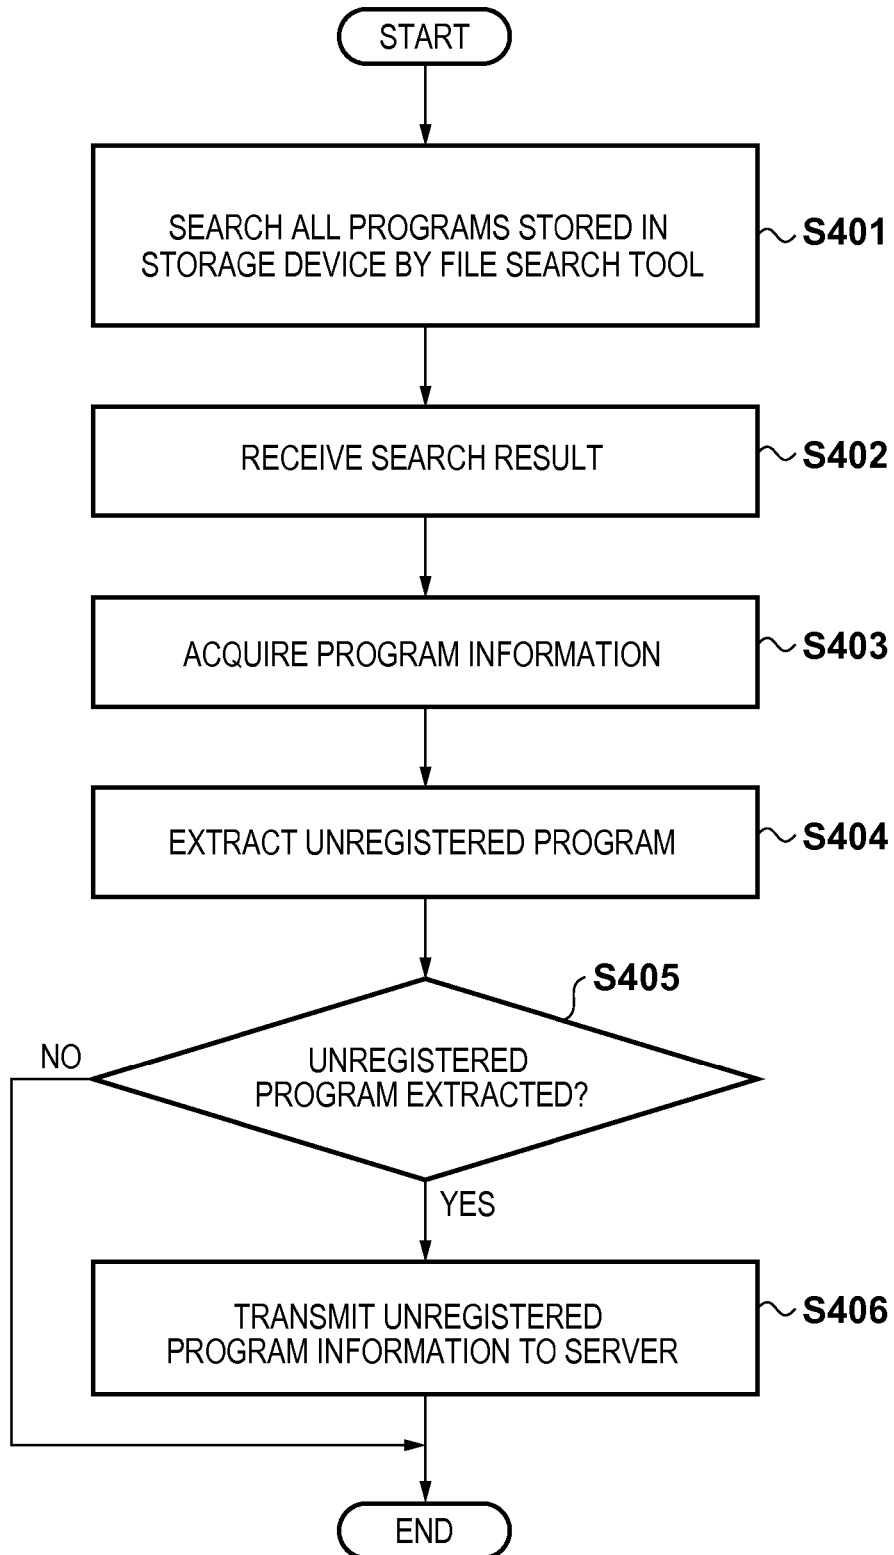 START
SEARCH ALL PROGRAMS STORED IN
STORAGE DEVICE BY FILE SEARCH TOOL
S401
RECEIVE SEARCH RESULT
S402
ACQUIRE PROGRAM INFORMATION
S403
EXTRACT UNREGISTERED PROGRAM
S404
S405
NO
UNREGISTERED
PROGRAM EXTRACTED?
YES
TRANSMIT UNREGISTERED
PROGRAM INFORMATION TO SERVER
S406
END